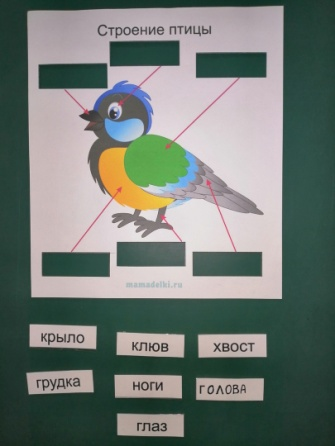 Строение птицы
mamadelki.ru
крыло
клюв
хвост
грудка
ноги
ГОЛОВА
глаз